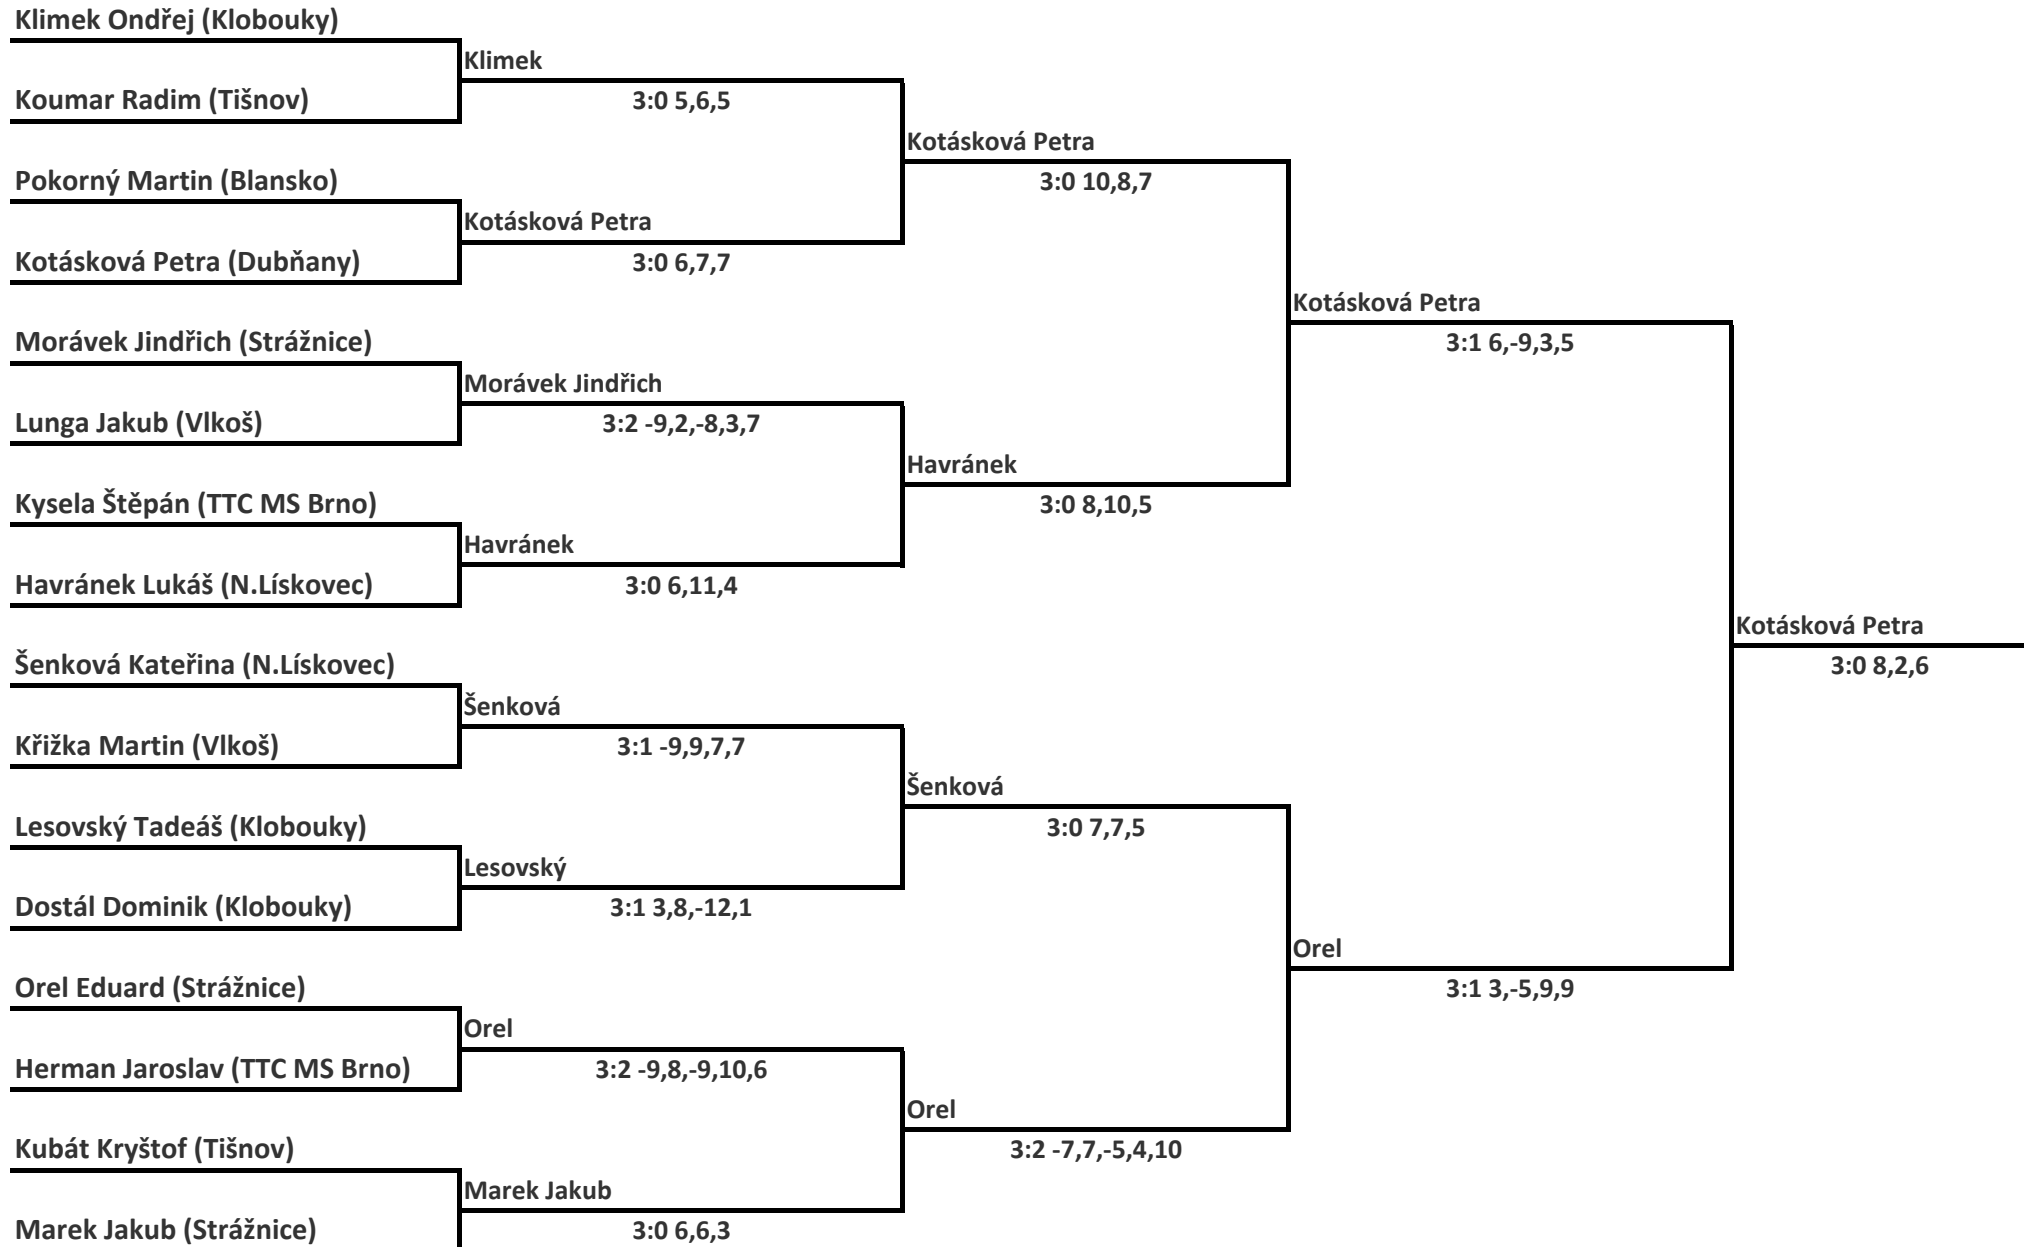 Klimek Ondřej (Klobouky)
Klimek
Koumar Radim (Tišnov)
3:0 5,6,5
Kotásková Petra
Pokorný Martin (Blansko)
3:0 10,8,7
Kotásková Petra
Kotásková Petra (Dubňany)
3:0 6,7,7
Kotásková Petra
Morávek Jindřich (Strážnice)
3:1 6,-9,3,5
Morávek Jindřich
Lunga Jakub (Vlkoš)
3:2 -9,2,-8,3,7
Havránek
Kysela Štěpán (TTC MS Brno)
3:0 8,10,5
Havránek
Havránek Lukáš (N.Lískovec)
3:0 6,11,4
Kotásková Petra
Šenková Kateřina (N.Lískovec)
3:0 8,2,6
Šenková
Křižka Martin (Vlkoš)
3:1 -9,9,7,7
Šenková
Lesovský Tadeáš (Klobouky)
3:0 7,7,5
Lesovský
Dostál Dominik (Klobouky)
3:1 3,8,-12,1
Orel
Orel Eduard (Strážnice)
3:1 3,-5,9,9
Orel
Herman Jaroslav (TTC MS Brno)
3:2 -9,8,-9,10,6
Orel
Kubát Kryštof (Tišnov)
3:2 -7,7,-5,4,10
Marek Jakub
Marek Jakub (Strážnice)
3:0 6,6,3